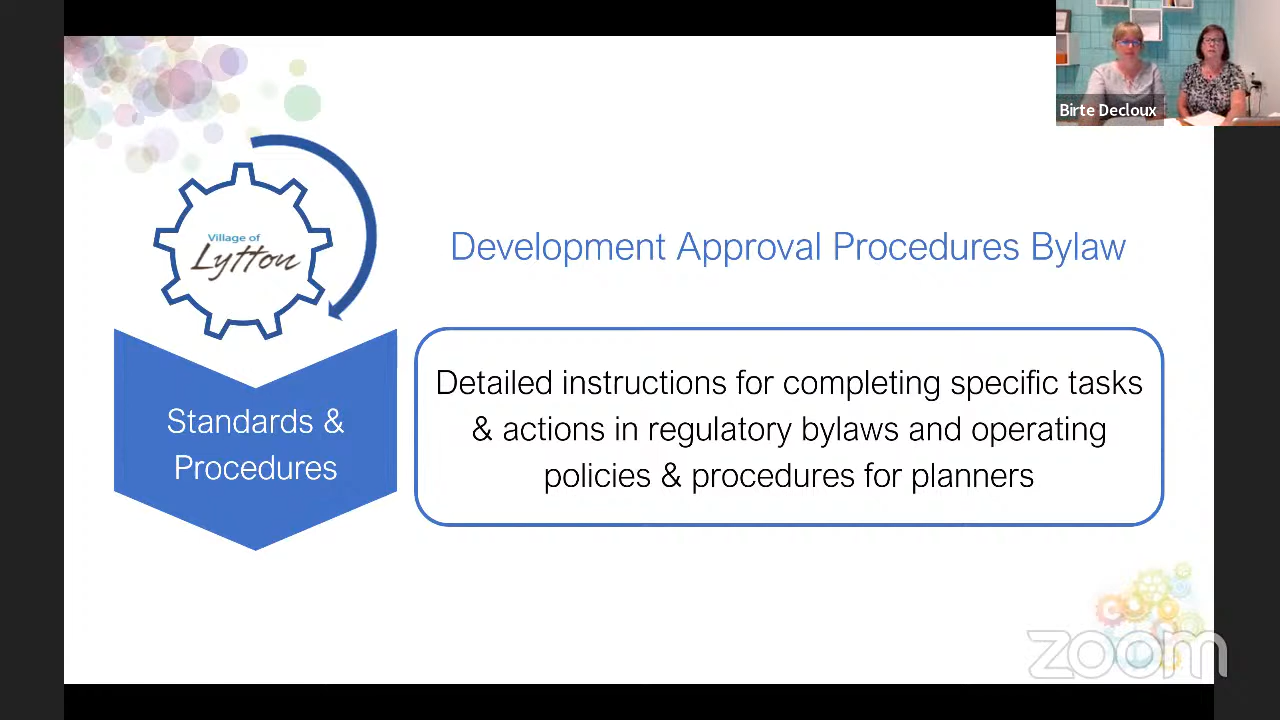 Birte Decloux
Village of
Lytton
Development Approval Procedures Bylaw
Standards &
Procedures
Detailed instructions for completing specific tasks
& actions in regulatory bylaws and operating
policies & procedures for planners
zoom